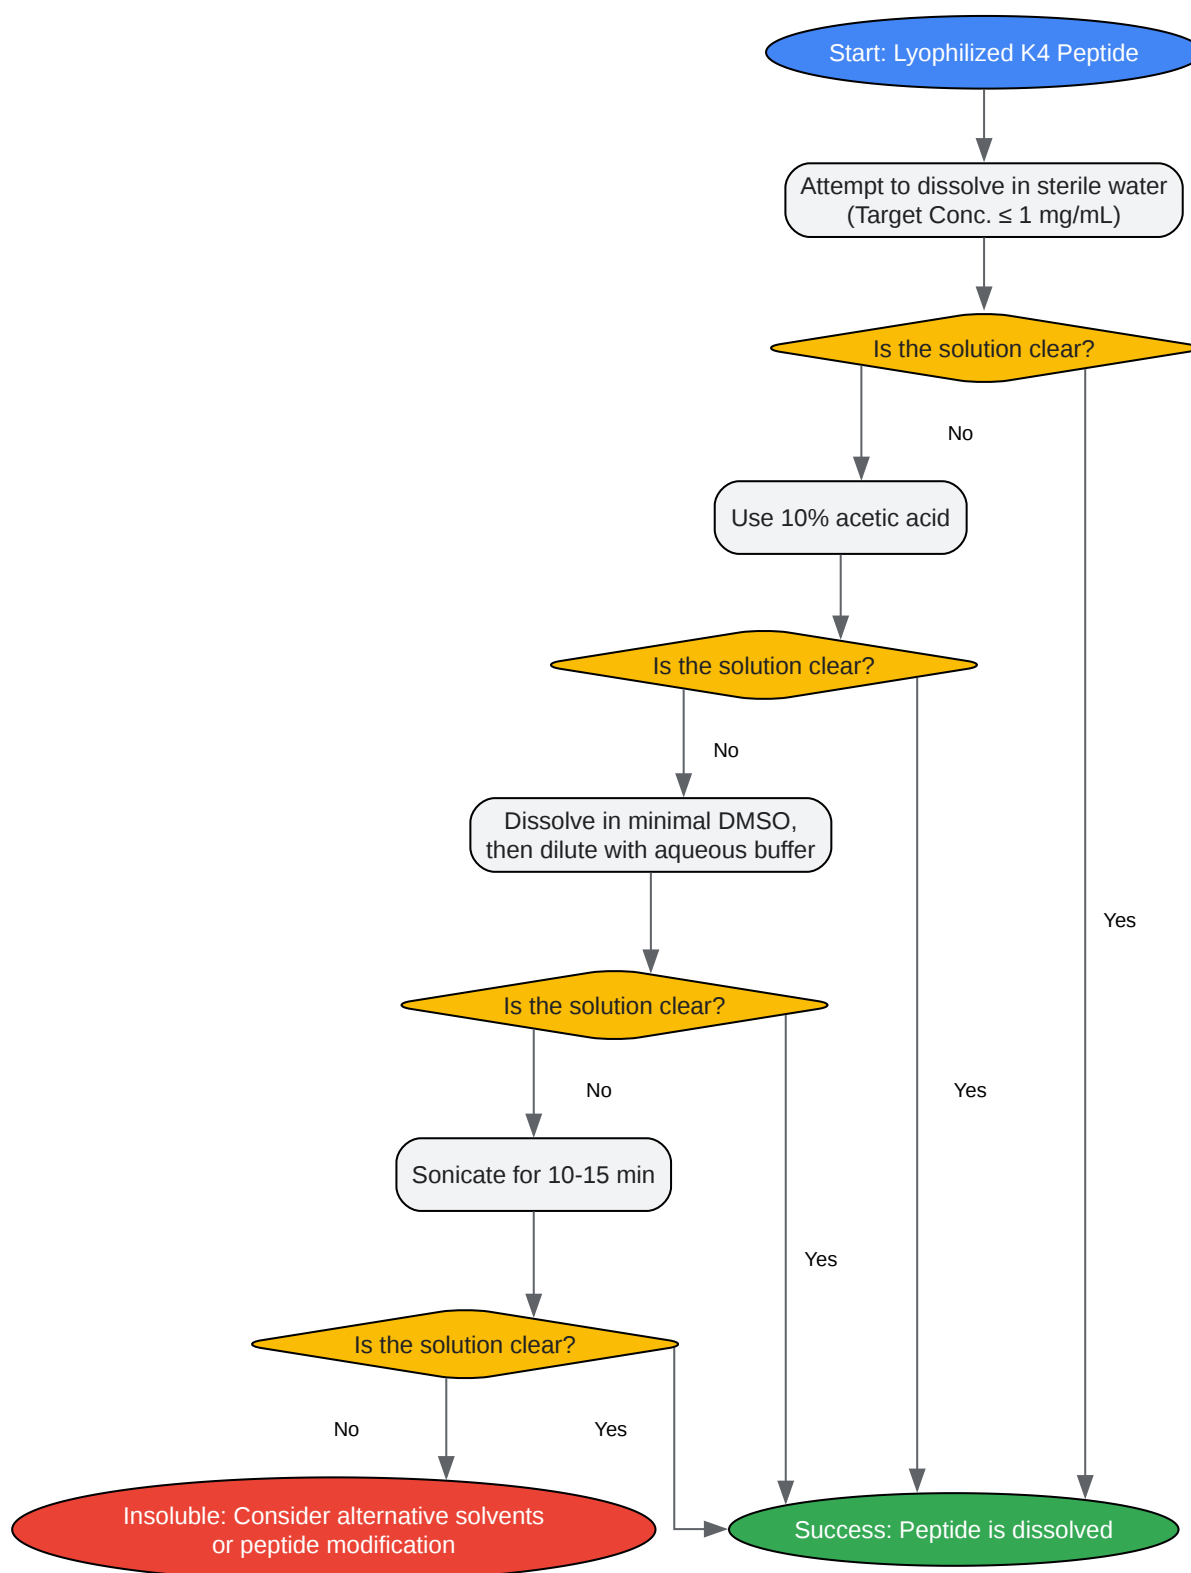 Start: Lyophilized K4 Peptide
Attempt to dissolve in sterile water
(Target Conc. ≤ 1 mg/mL)
Is the solution clear?
No
Use 10% acetic acid
Is the solution clear?
No
Dissolve in minimal DMSO,
then dilute with aqueous buffer
Yes
Is the solution clear?
No
Yes
Sonicate for 10-15 min
Yes
Is the solution clear?
No
Yes
Insoluble: Consider alternative solvents
or peptide modification
Success: Peptide is dissolved